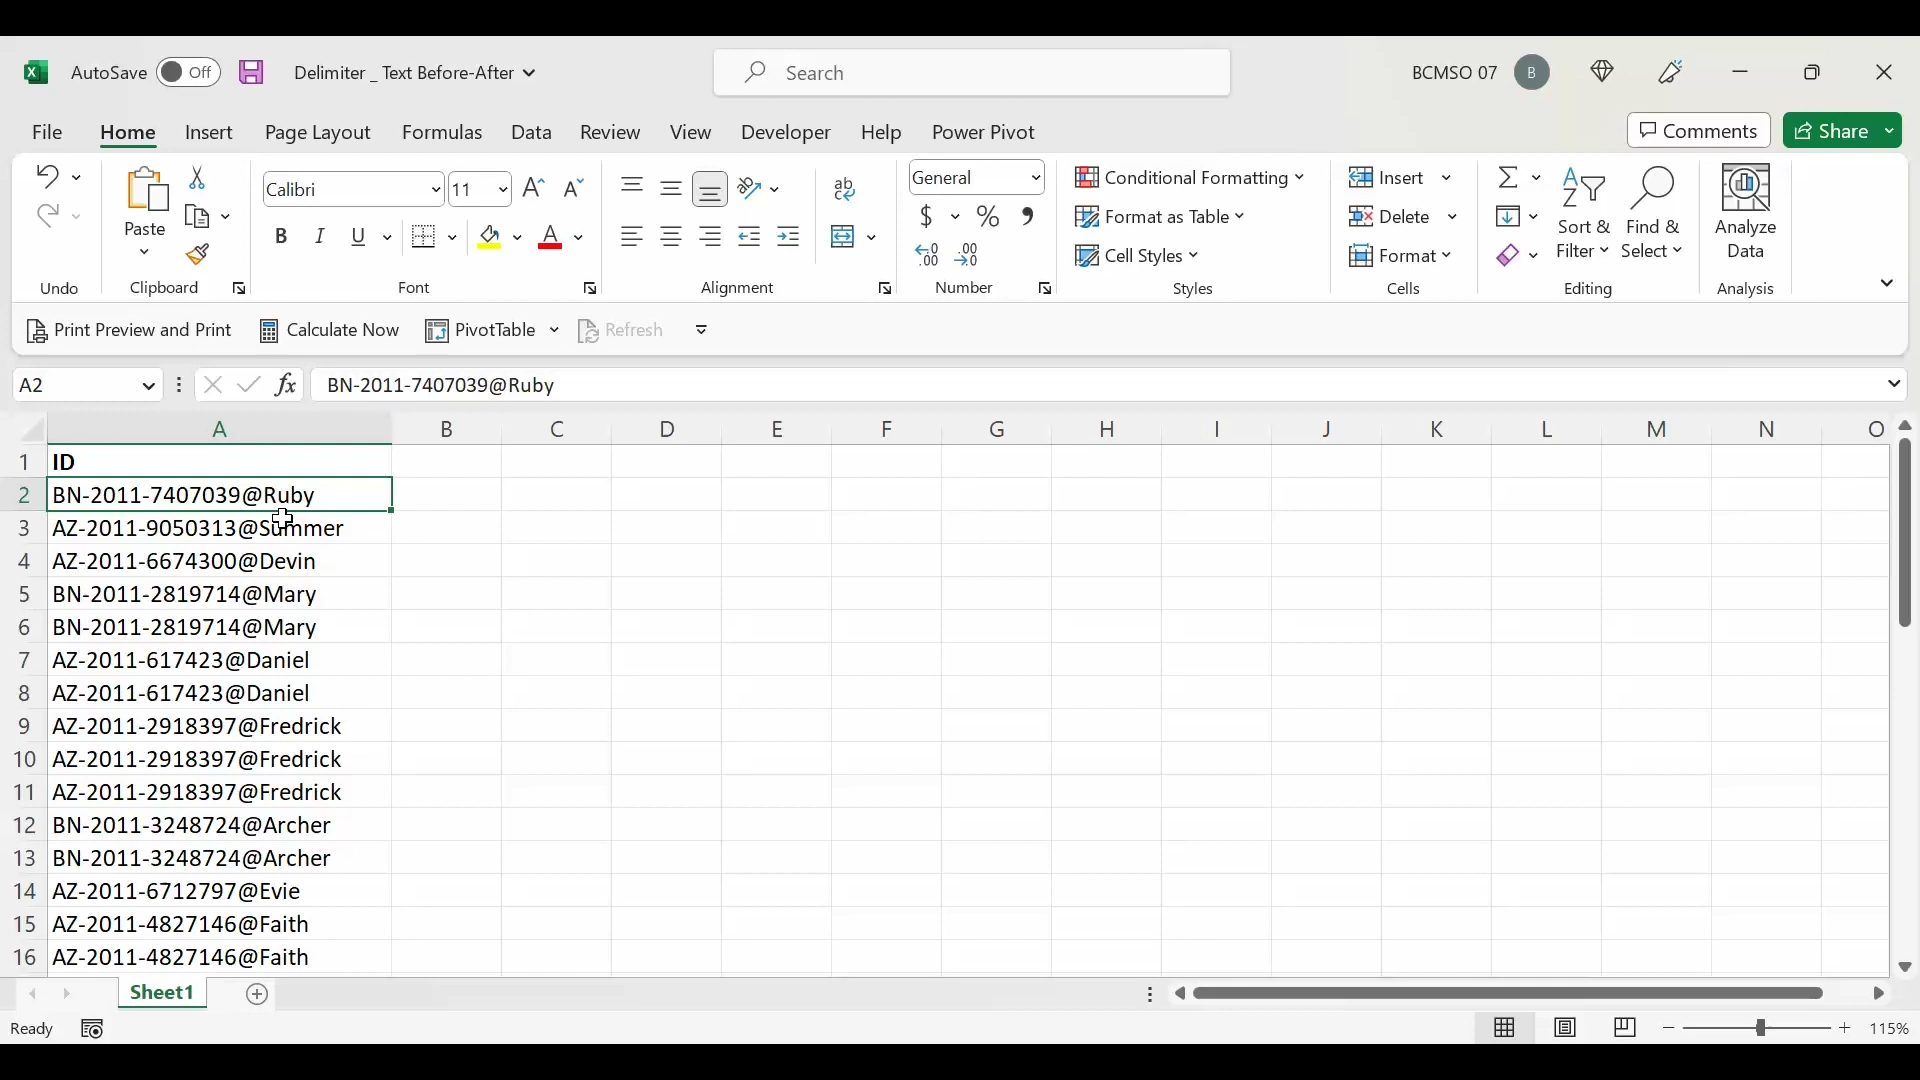 AutoSave Off Delimiter _ Text Before-After Search BCMSO 07 B
File Home Insert Page Layout Formulas Data Review View Developer Help Power Pivot Comments Share
Paste
Undo
Clipboard
Calibri 11
B I U A
Font
ab
Alignment
General
$ % 9
.00 .00
Number
Conditional Formatting
Format as Table
Cell Styles
Styles
Insert
Delete
Format
Cells
Sort & Filter
Find & Select
Editing
Analyze Data
Analysis
Print Preview and Print Calculate Now PivotTable Refresh
A2 fx BN-2011-7407039@Ruby
A B C D E F G H I J K L M N O
1 ID
2 BN-2011-7407039@Ruby
3 AZ-2011-9050313@Summer
4 AZ-2011-6674300@Devin
5 BN-2011-2819714@Mary
6 BN-2011-2819714@Mary
7 AZ-2011-617423@Daniel
8 AZ-2011-617423@Daniel
9 AZ-2011-2918397@Fredrick
10 AZ-2011-2918397@Fredrick
11 AZ-2011-2918397@Fredrick
12 BN-2011-3248724@Archer
13 BN-2011-3248724@Archer
14 AZ-2011-6712797@Evie
15 AZ-2011-4827146@Faith
16 AZ-2011-4827146@Faith
Sheet1
Ready 115%